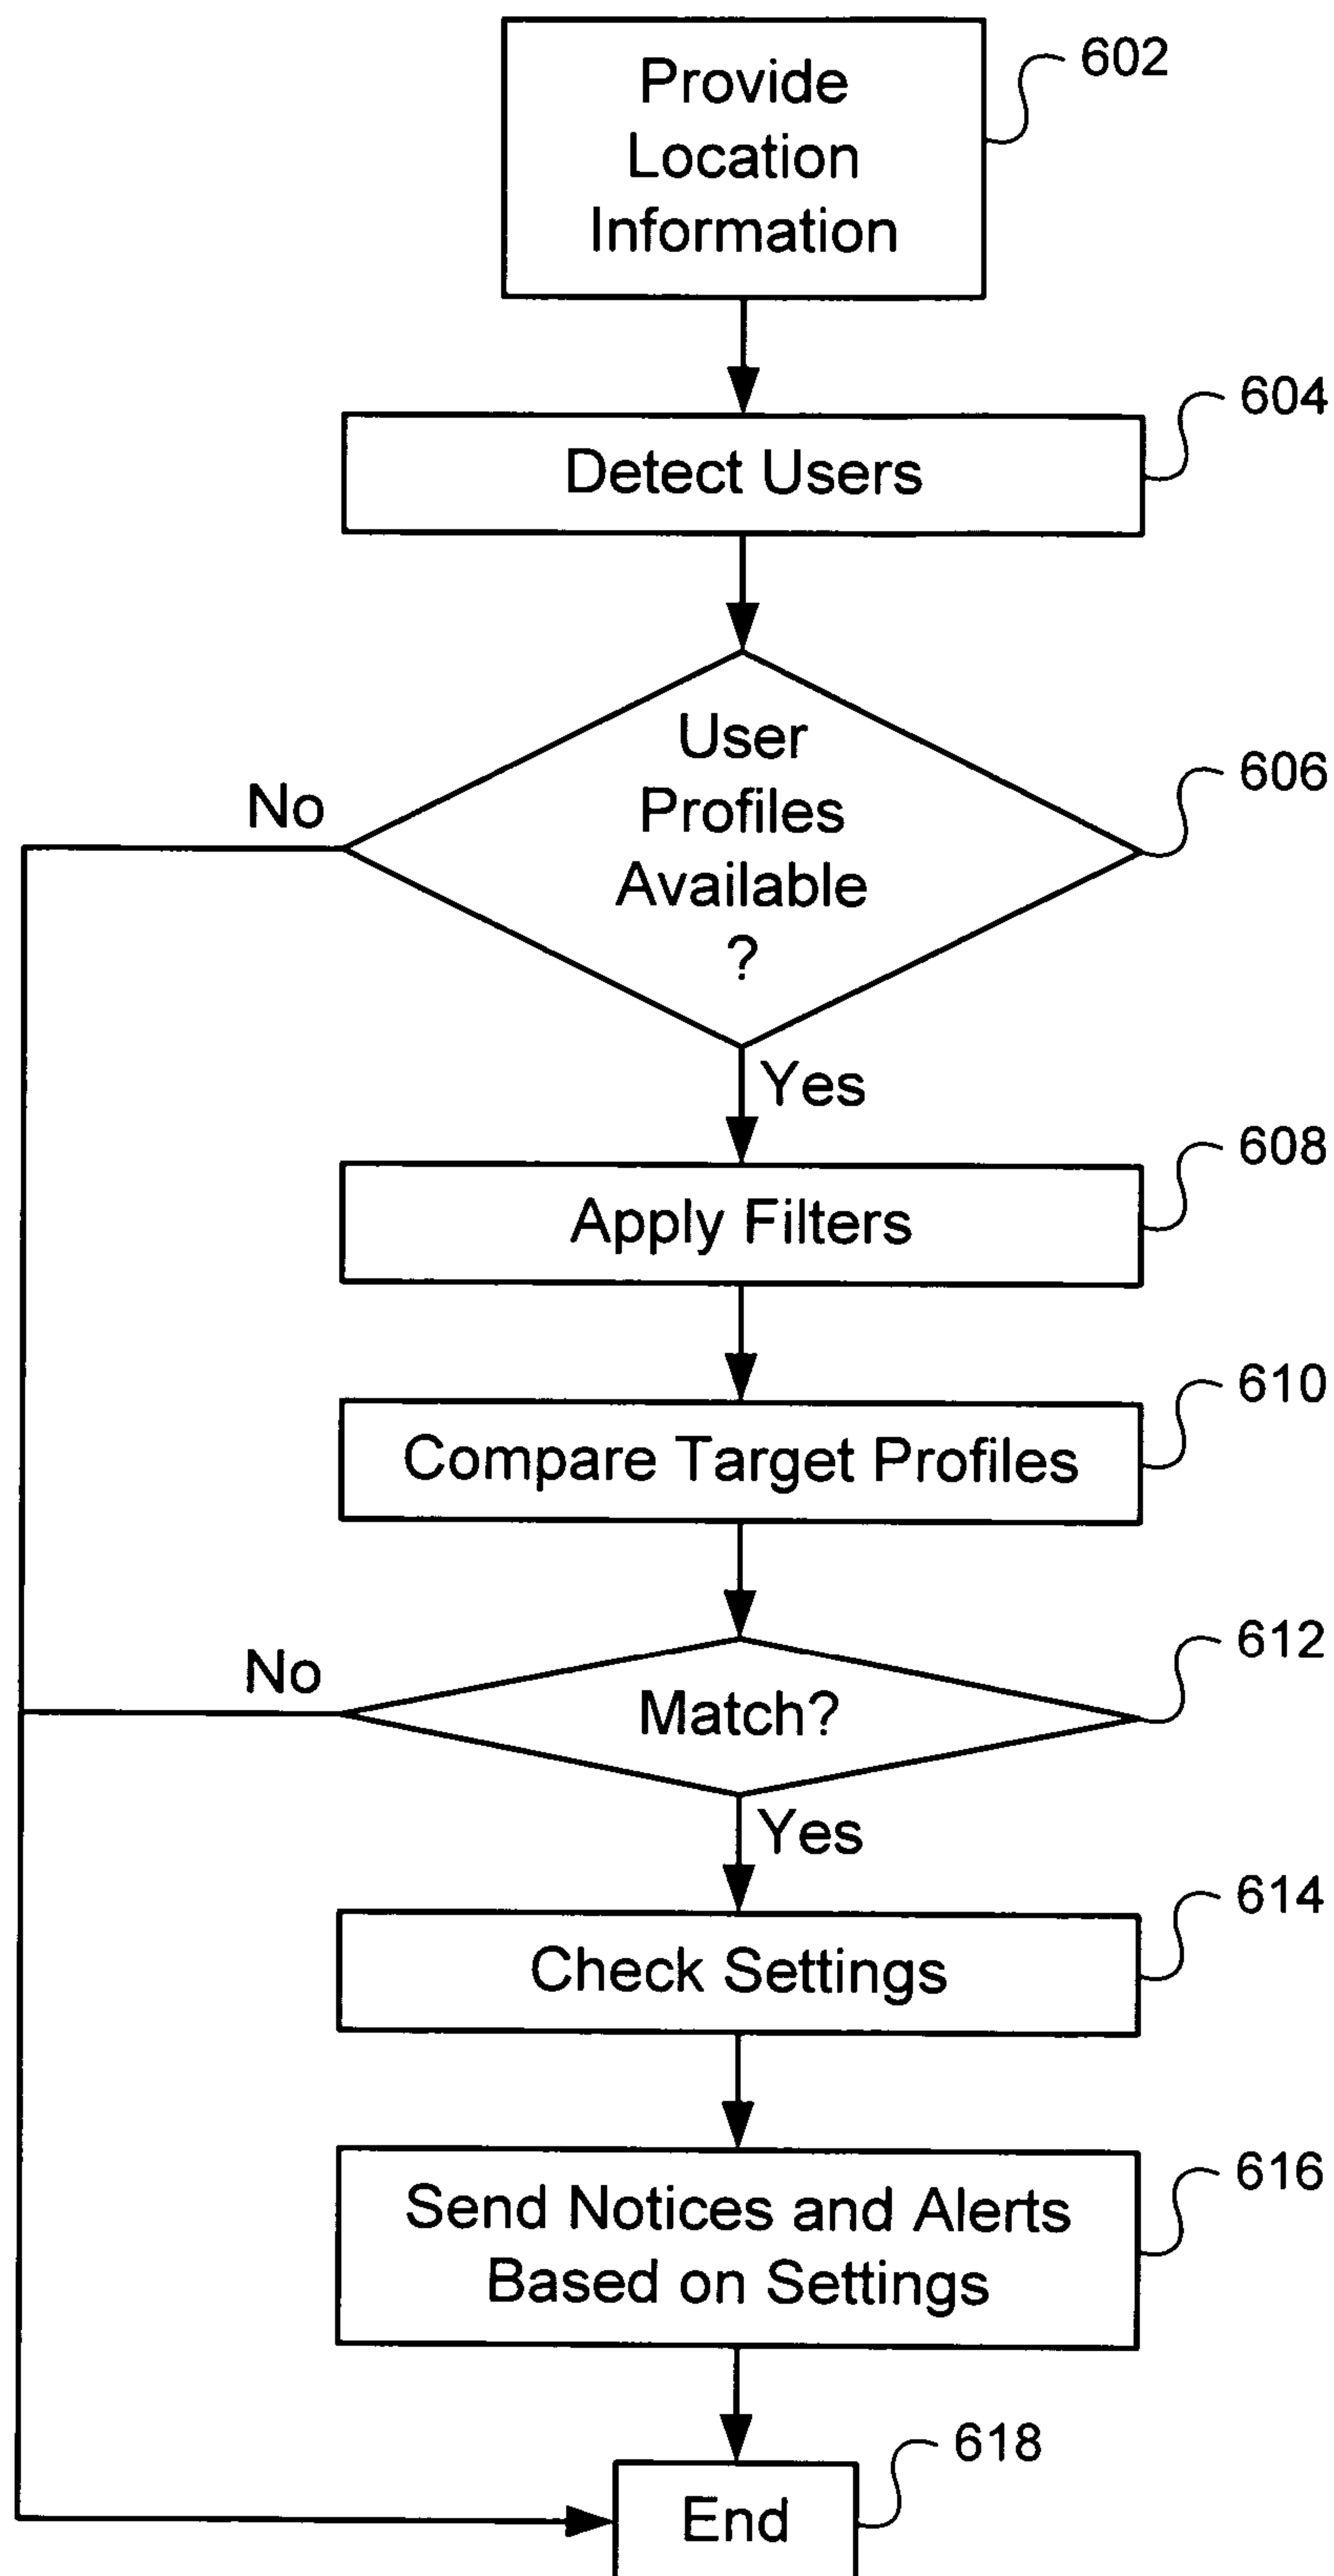 Provide
Location
Information
602
Detect Users
604
User
Profiles
Available
?
606
No
Yes
Apply Filters
608
Compare Target Profiles
610
Match?
612
No
Yes
Check Settings
614
Send Notices and Alerts
Based on Settings
616
End
618